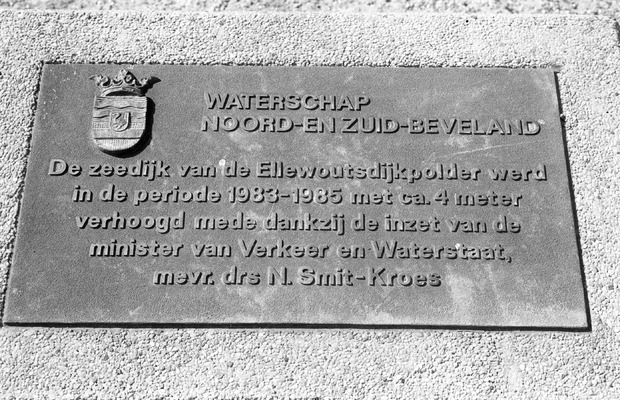 WATERSCHAP
NOORD-EN ZUID-BEVELAND
De zeedijk van de Ellewoutsdijkpolder werd
in de periode 1983-1985 met ca. 4 meter
verhoogd mede dankzij de inzet van de
minister van Verkeer en Waterstaat,
mevr. drs N. Smit-Kroes